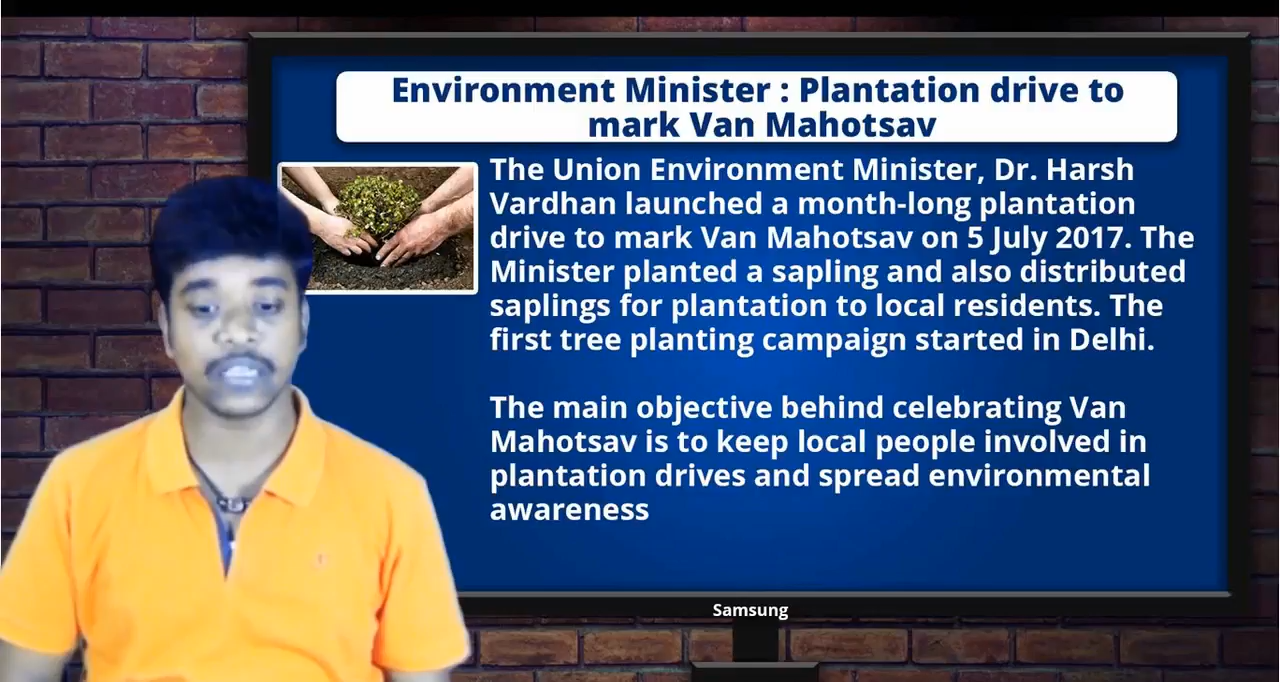 Environment Minister : Plantation drive to
mark Van Mahotsav
The Union Environment Minister, Dr. Harsh
Vardhan launched a month-long plantation
drive to mark Van Mahotsav on 5 July 2017. The
Minister planted a sapling and also distributed
saplings for plantation to local residents. The
first tree planting campaign started in Delhi.
The main objective behind celebrating Van
Mahotsav is to keep local people involved in
plantation drives and spread environmental
awareness
Samsung